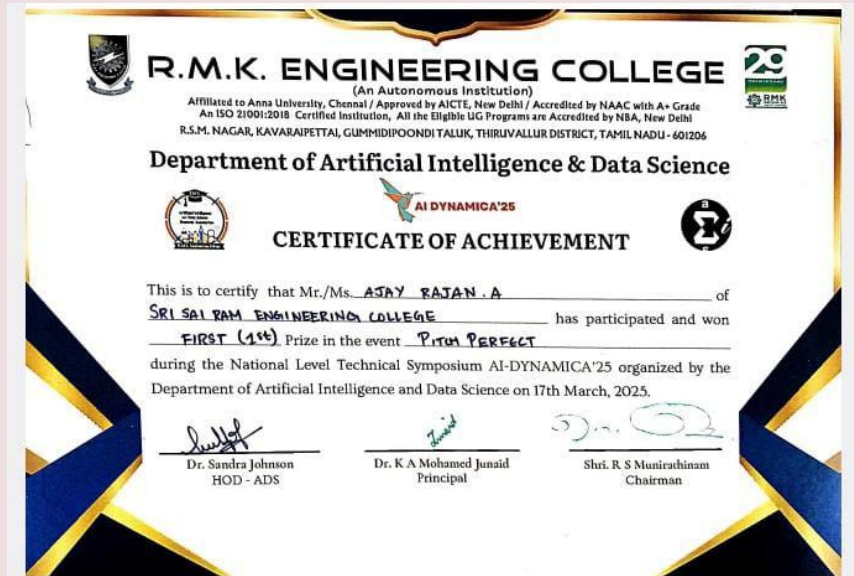 R.M.K. ENGINEERING COLLEGE
(An Autonomous Institution)
Affiliated to Anna University, Chennai / Approved by AICTE, New Delhi / Accredited by NAAC with A+ Grade
An ISO 21001:2018 Certified Institution, All the Eligible UG Programs are Accredited by NBA, New Delhi
R.S.M. NAGAR, KAVARAIPETTAI, GUMMIDIPOONDI TALUK, THIRUVALLUR DISTRICT, TAMIL NADU - 601206
29
RMK
Department of Artificial Intelligence & Data Science
AI DYNAMICA'25
CERTIFICATE OF ACHIEVEMENT
This is to certify that Mr./Ms. AJAY RAJAN . A of
SRI SAI RAM ENGINEERING COLLEGE has participated and won
FIRST (1st) Prize in the event PITCH PERFECT
during the National Level Technical Symposium AI-DYNAMICA'25 organized by the
Department of Artificial Intelligence and Data Science on 17th March, 2025.
Dr. Sandra Johnson
HOD - ADS
Dr. K A Mohamed Junaid
Principal
Shri. R S Munirathinam
Chairman